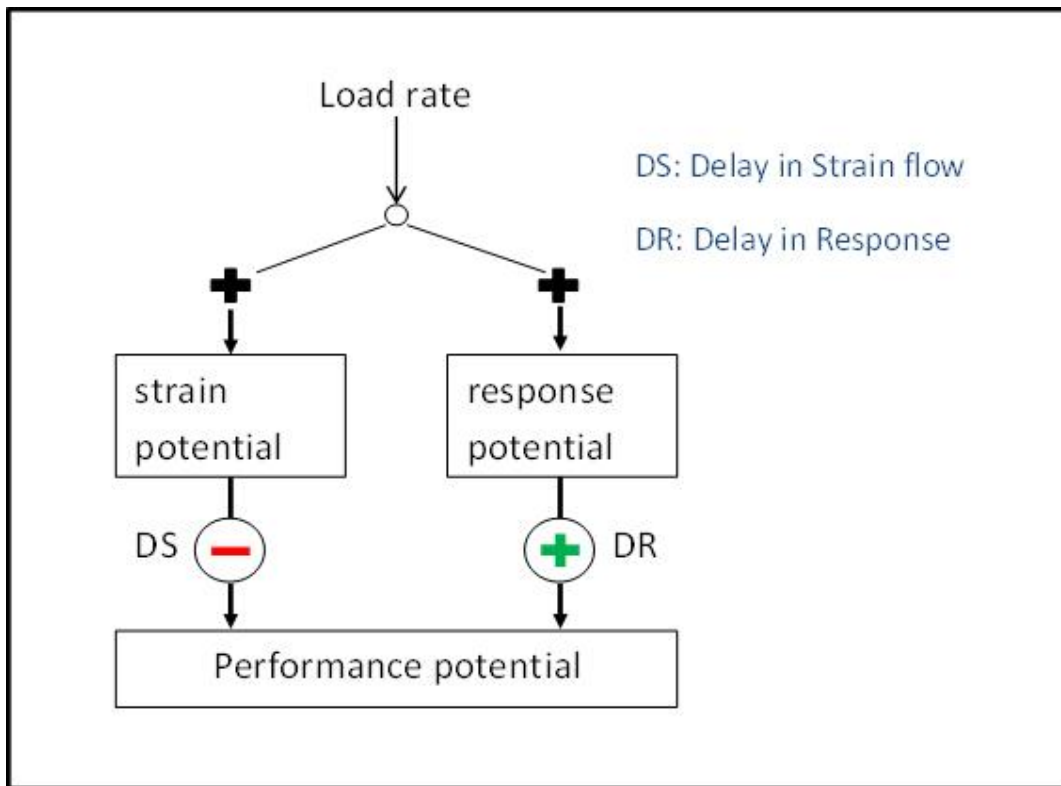 Load rate
DS: Delay in Strain flow
DR: Delay in Response
strain
potential
response
potential
DS
DR
Performance potential